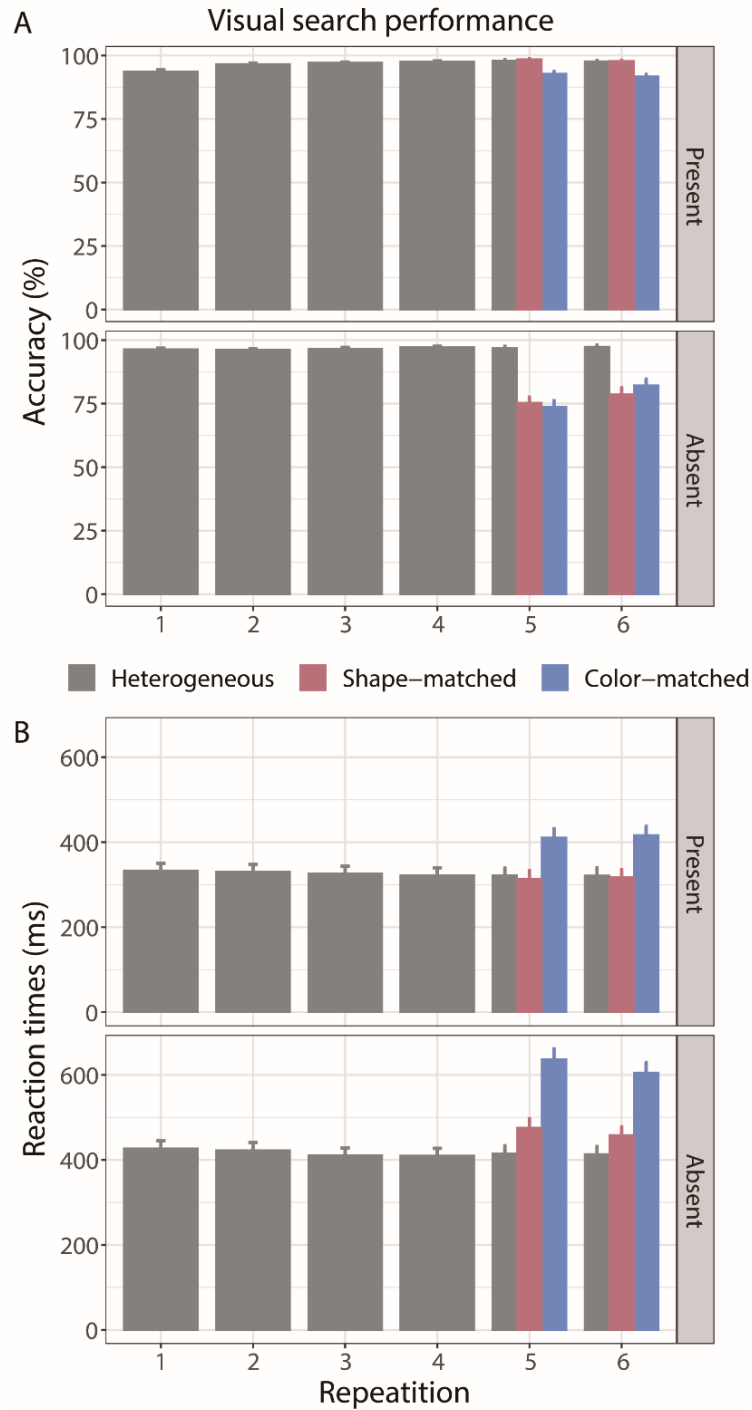 A
Visual search performance
Accuracy (%)
100
75
50
25
0
Present
100
75
50
25
0
Absent
1 2 3 4 5 6
Heterogeneous Shape−matched Color−matched
B
Reaction times (ms)
600
400
200
0
Present
600
400
200
0
Absent
1 2 3 4 5 6
Repeatition